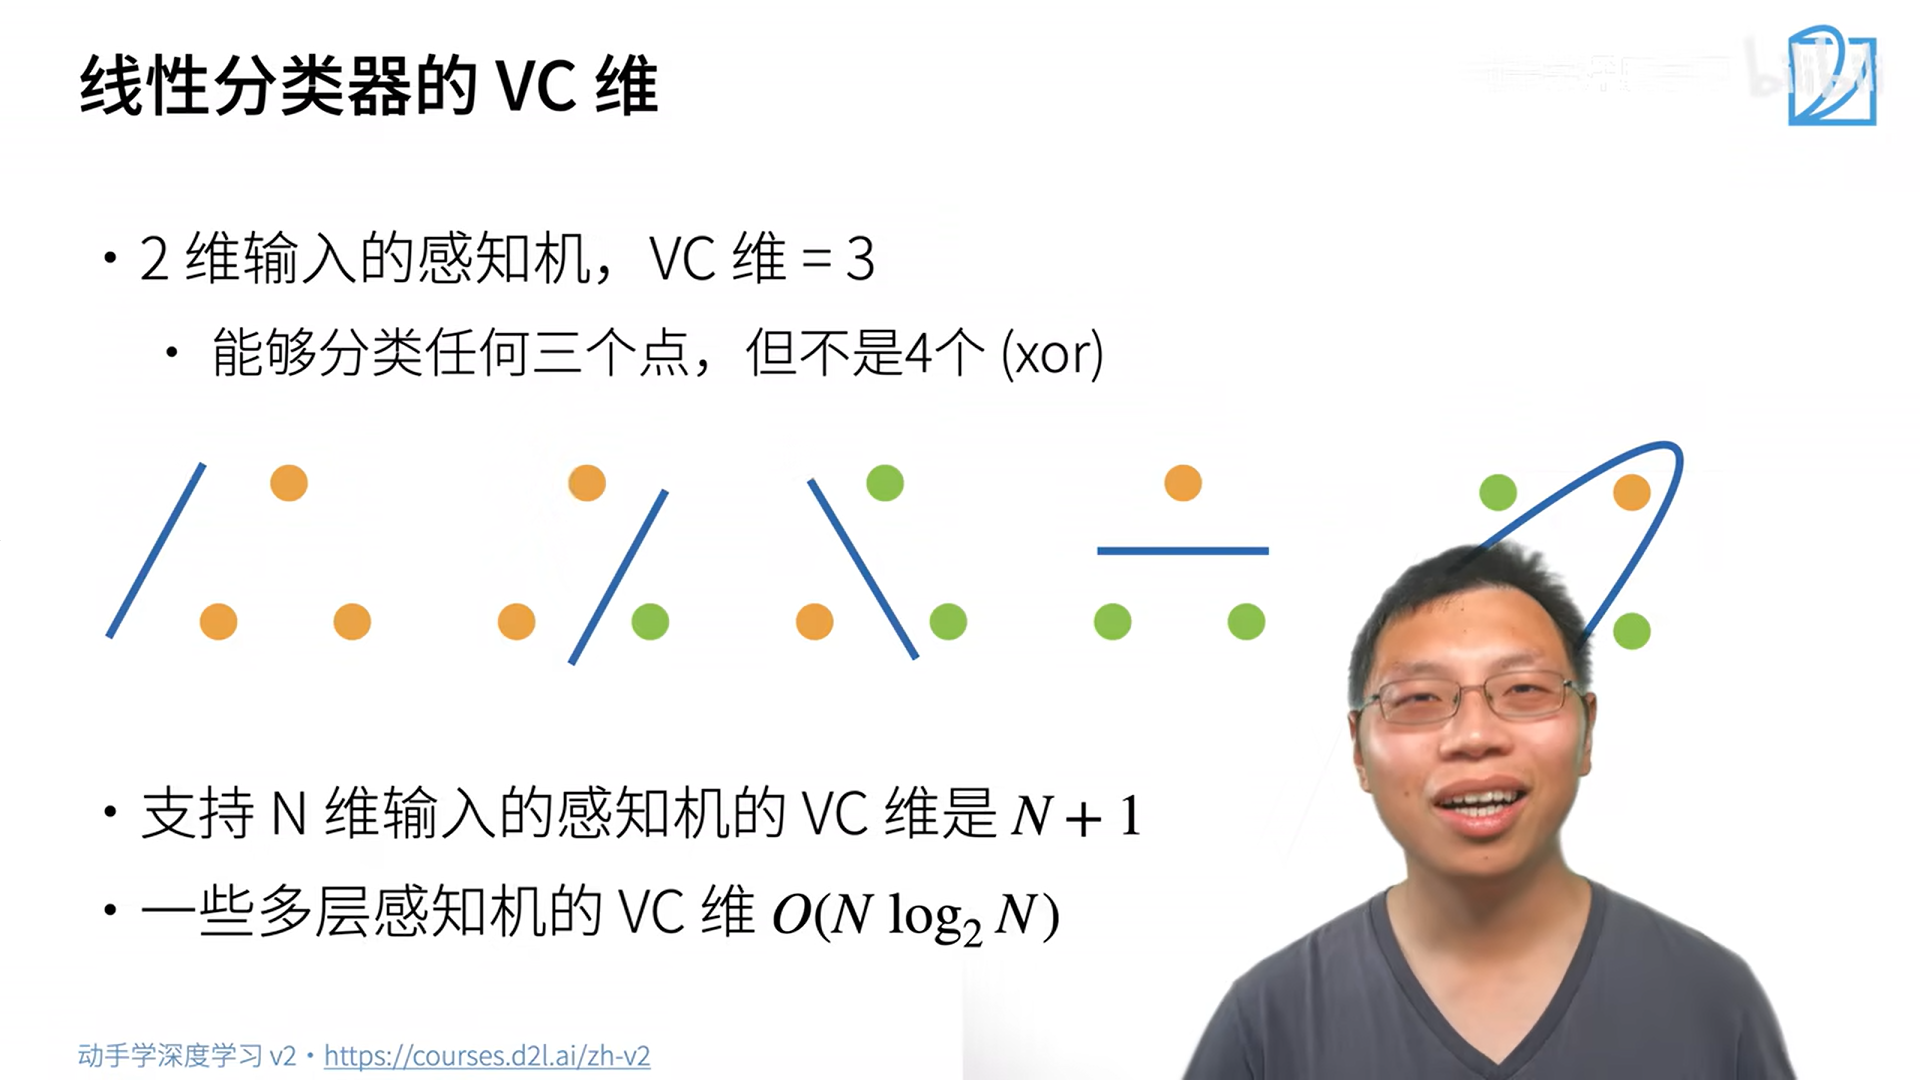 线性分类器的 VC 维
• 2 维输入的感知机，VC 维 = 3
• 能够分类任何三个点，但不是4个 (xor)
• 支持 N 维输入的感知机的 VC 维是 N + 1
• 一些多层感知机的 VC 维 O(N log₂ N)
动手学深度学习 v2 • https://courses.d2l.ai/zh-v2